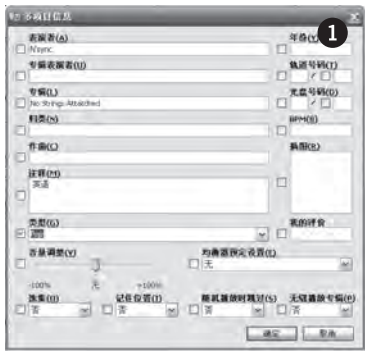 多项目信息
1
表演者(A) 年份(Y)
N'sync
专辑表演者(U) 轨道号码(T)
/
专辑(L) 光盘号码(D)
No Strings Attatched /
归类(N) BPM(B)
作曲(C) 插图(R)
注释(M)
英语
类型(G) 我的评价
音量调整(V) 均衡器预定设置(E)
无
-100% 无 +100%
选集(O) 记住位置(I) 随机播放时跳过(S) 无缝播放专辑(P)
否 否 否 否
确定 取消